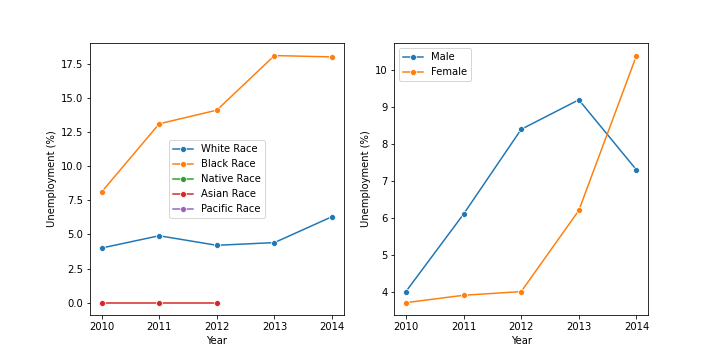 17.5
15.0
12.5
10.0
7.5
5.0
2.5
0.0
Unemployment (%)
White Race
Black Race
Native Race
Asian Race
Pacific Race
2010 2011 2012 2013 2014
Year
10
9
8
7
6
5
4
Unemployment (%)
Male
Female
2010 2011 2012 2013 2014
Year